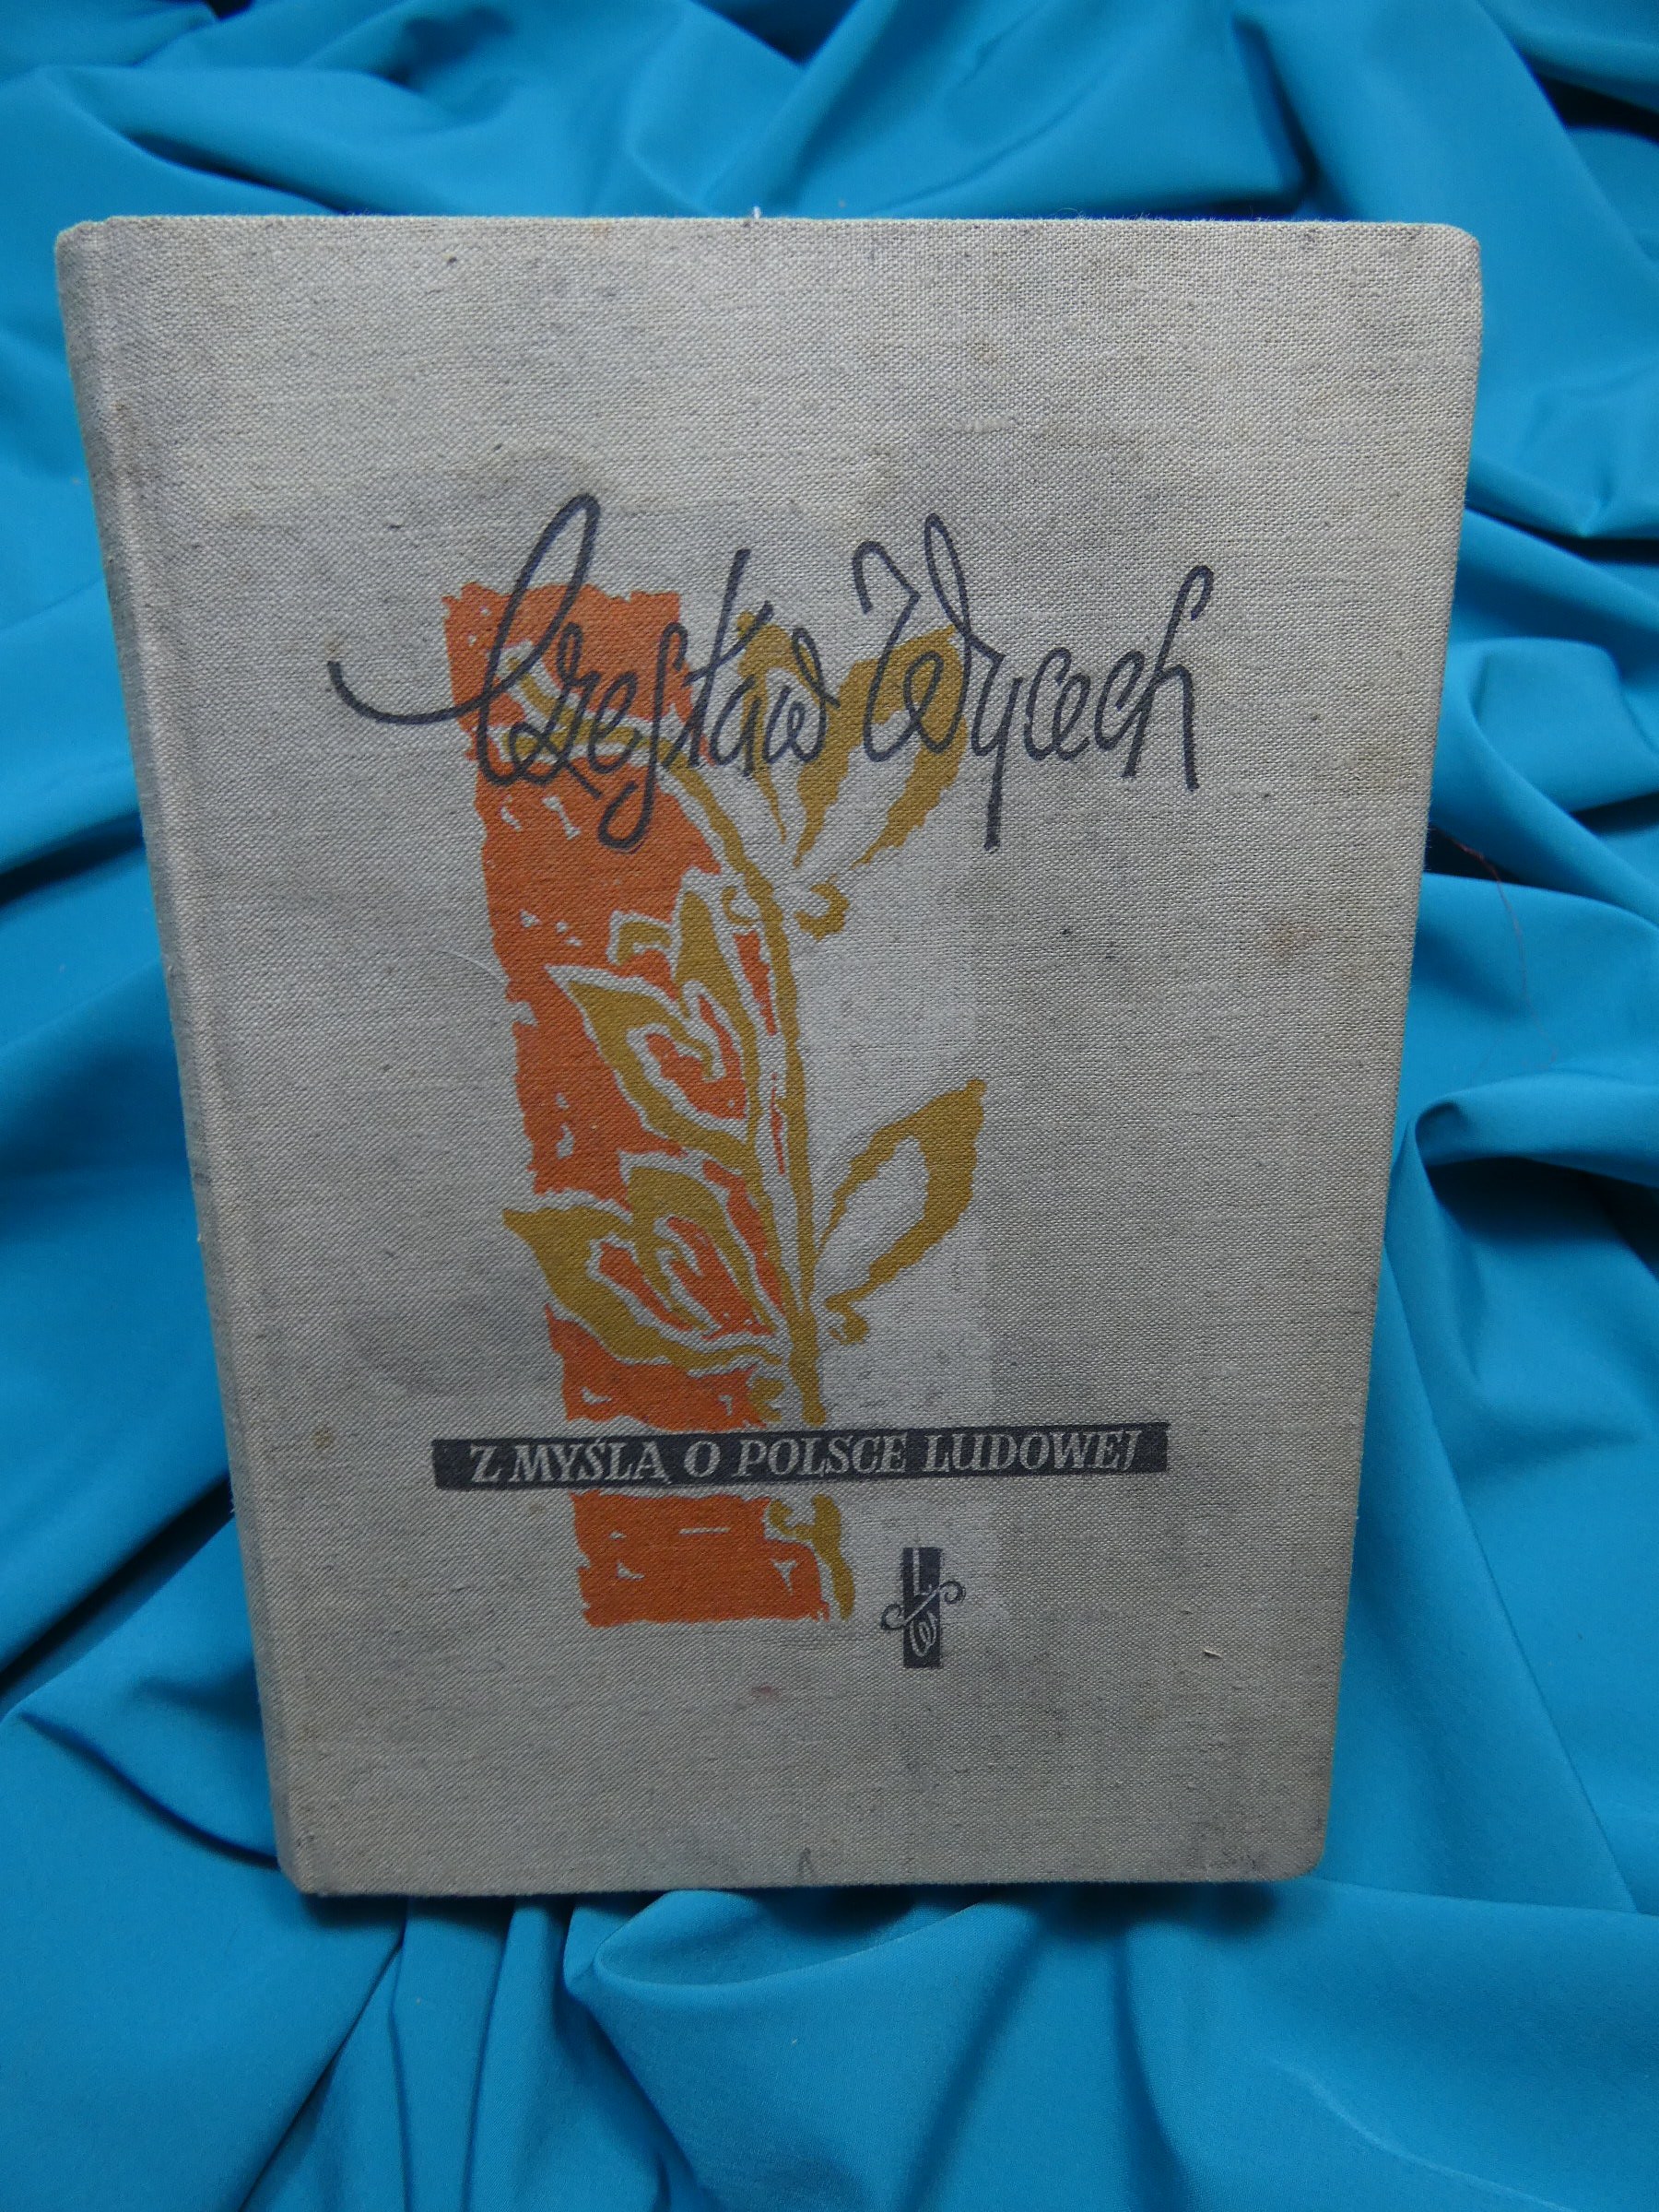 Czesław Wycech
Z MYŚLĄ O POLSCE LUDOWEJ